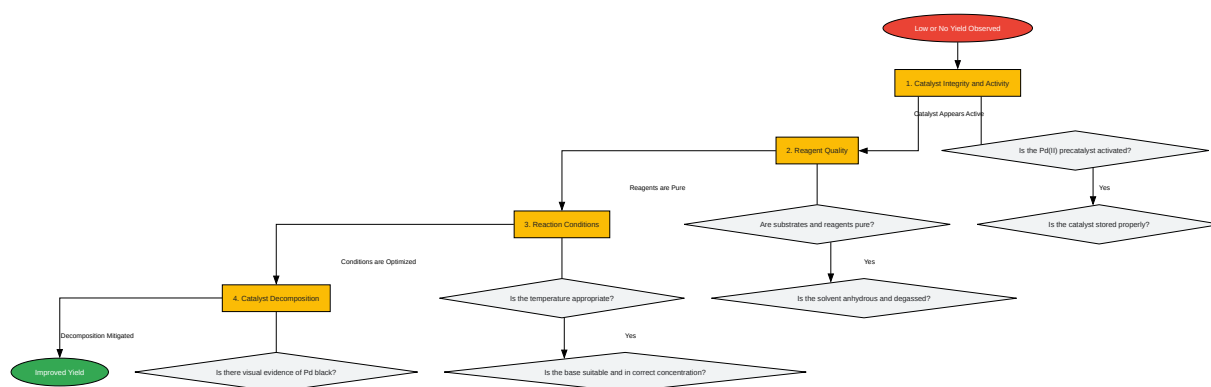 Low or No Yield Observed
1. Catalyst Integrity and Activity
Catalyst Appears Active
2. Reagent Quality
Is the Pd(II) precatalyst activated?
Reagents are Pure
Yes
3. Reaction Conditions
Are substrates and reagents pure?
Is the catalyst stored properly?
Conditions are Optimized
Yes
4. Catalyst Decomposition
Is the temperature appropriate?
Is the solvent anhydrous and degassed?
Decomposition Mitigated
Yes
Improved Yield
Is there visual evidence of Pd black?
Is the base suitable and in correct concentration?